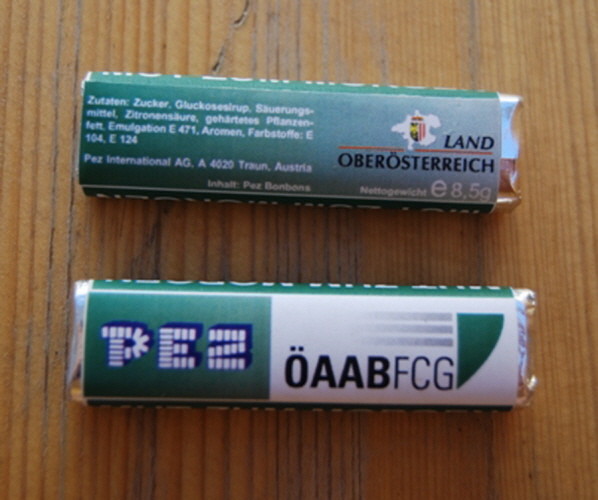 Zutaten: Zucker, Glucosesirup, Säuerungs-
mittel, Zitronensäure, gehärtetes Pflanzen-
fett, Emulgation E 471, Aromen, Farbstoffe: E
104, E 124
Pez International AG, A 4020 Traun, Austria
Inhalt: Pez Bonbons
LAND
OBERÖSTERREICH
Nettogewicht e 8,5g
PEZ
ÖAABFCG